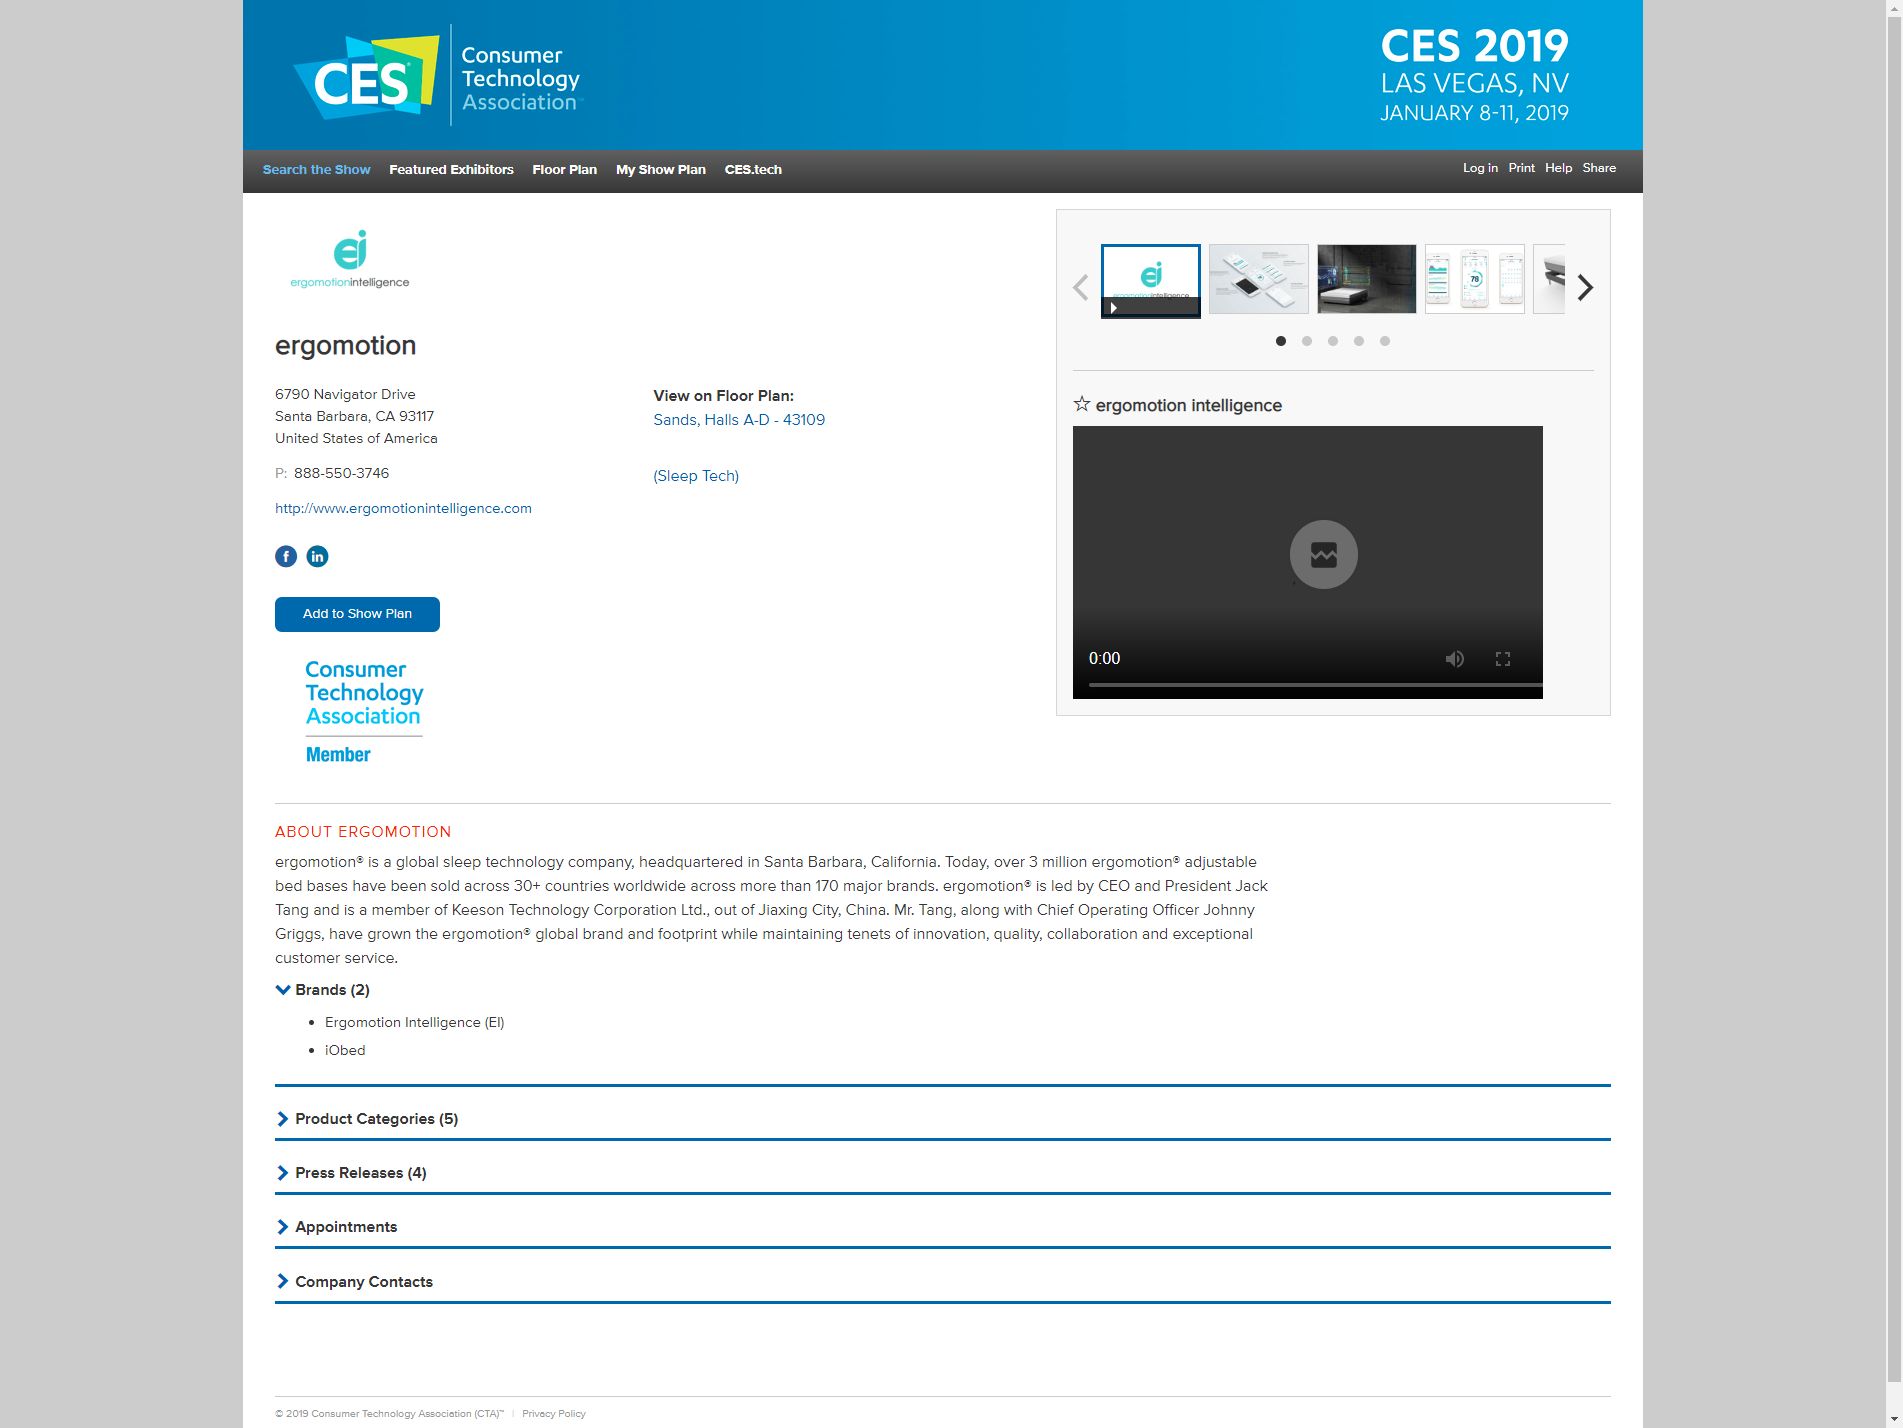 CES
Consumer
Technology
Association
CES 2019
LAS VEGAS, NV
JANUARY 8-11, 2019
Search the Show Featured Exhibitors Floor Plan My Show Plan CES.tech
Log in Print Help Share
ei
ergomotionintelligence
ergomotion
6790 Navigator Drive
Santa Barbara, CA 93117
United States of America
P: 888-550-3746
http://www.ergomotionintelligence.com
f in
Add to Show Plan
Consumer
Technology
Association
Member
View on Floor Plan:
Sands, Halls A-D - 43109
(Sleep Tech)
ei
ergomotionintelligence
78
☆ ergomotion intelligence
0:00
ABOUT ERGOMOTION
ergomotion® is a global sleep technology company, headquartered in Santa Barbara, California. Today, over 3 million ergomotion® adjustable
bed bases have been sold across 30+ countries worldwide across more than 170 major brands. ergomotion® is led by CEO and President Jack
Tang and is a member of Keeson Technology Corporation Ltd., out of Jiaxing City, China. Mr. Tang, along with Chief Operating Officer Johnny
Griggs, have grown the ergomotion® global brand and footprint while maintaining tenets of innovation, quality, collaboration and exceptional
customer service.
Brands (2)
• Ergomotion Intelligence (EI)
• iObed
Product Categories (5)
Press Releases (4)
Appointments
Company Contacts
© 2019 Consumer Technology Association (CTA)™ | Privacy Policy